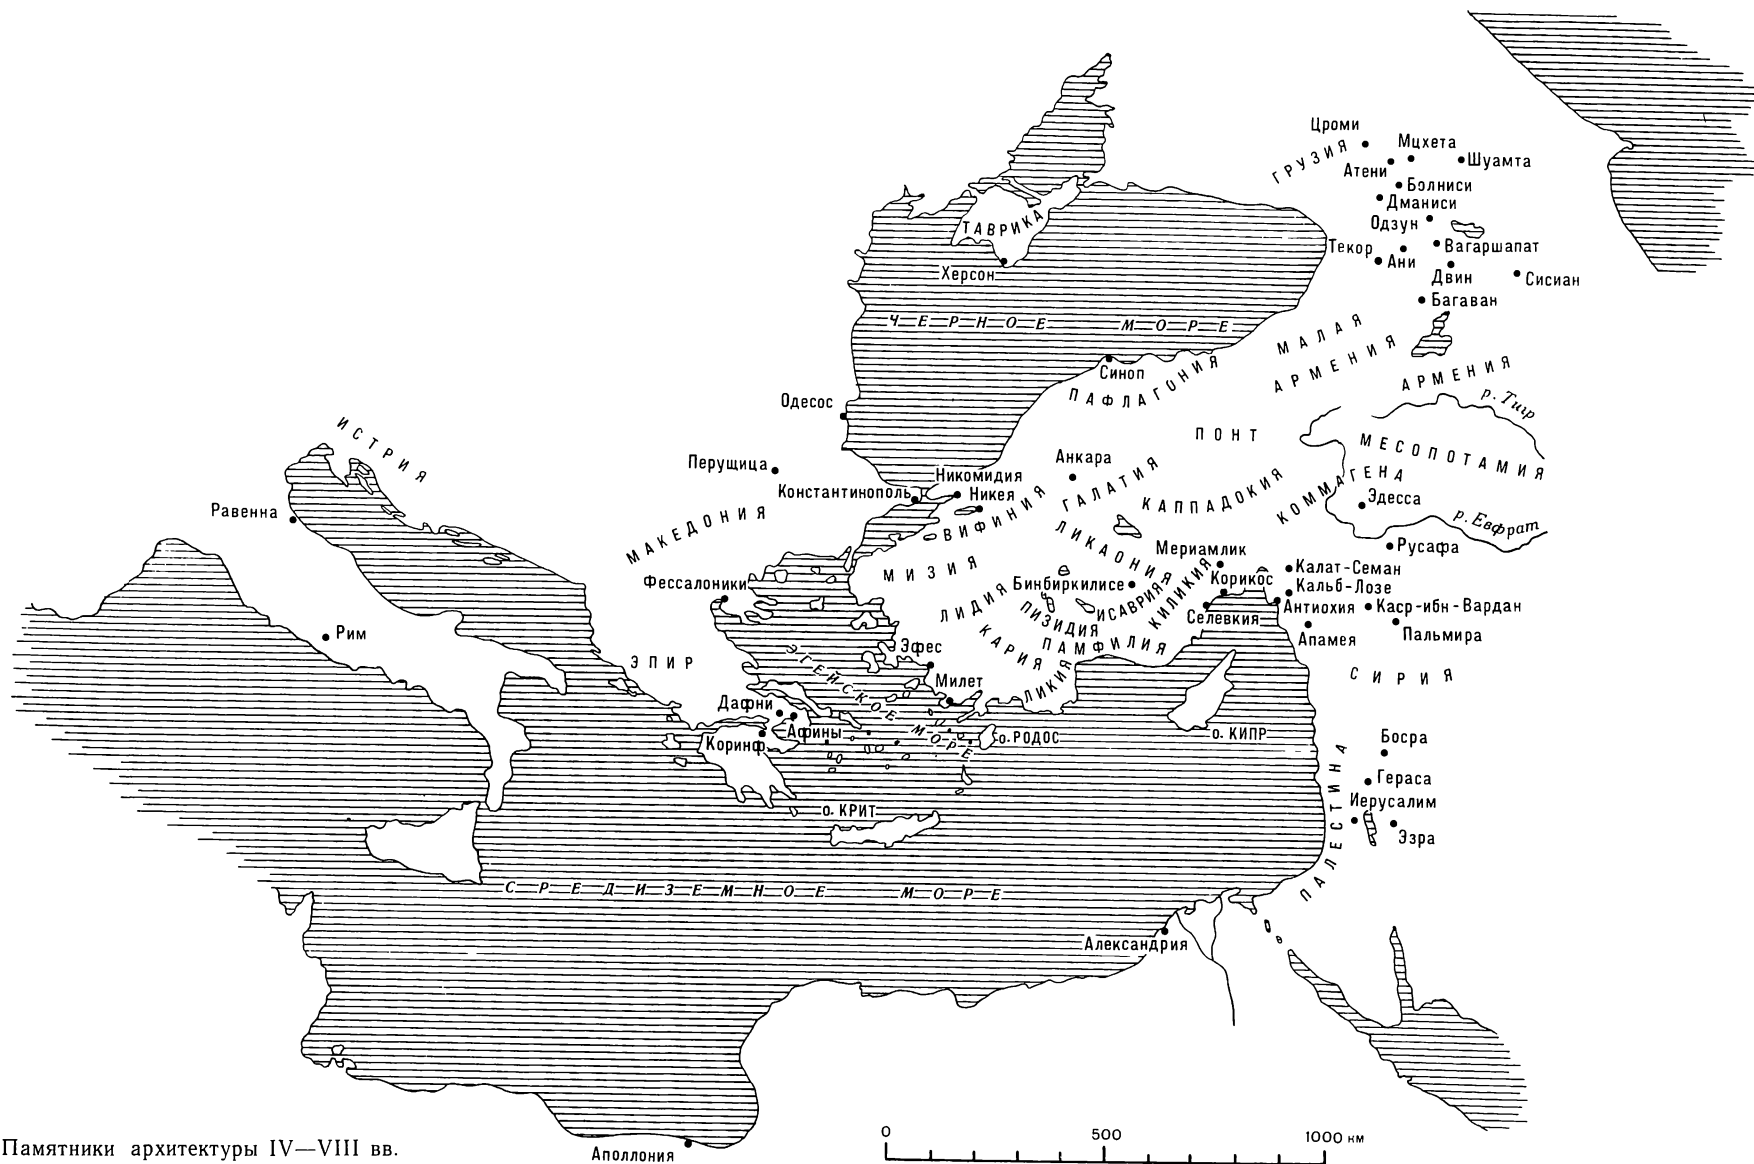 Цроми
Мцхета
ГРУЗИЯ
Атени
Шуамта
Бэлниси
Дманиси
Одзун
ТАВРИКА
Текор
Ани
Вагаршапат
Херсон
Двин
Сисиан
Багаван
ЧЕРНОЕ МОРЕ
МАЛАЯ
АРМЕНИЯ
Синоп
ПАФЛАГОНИЯ
АРМЕНИЯ
р. Тигр
Одесос
ИСТРИЯ
ПОНТ
МЕСОПОТАМИЯ
Перущица
Анкара
Никомидия
ГАЛАТИЯ
Константинополь
Никея
КАППАДОКИЯ
КОММАГЕНА
Эдесса
Равенна
МАКЕДОНИЯ
ВИФИНИЯ
р. Евфрат
ЛИКАОНИЯ
Мериамлик
Русафа
МИЗИЯ
Калат-Семан
Фессалоники
Бинбиркилисе
Корикос
Кальб-Лозе
ЛИДИЯ
ПИЗИДИЯ
ИСАВРИЯ
КИЛИКИЯ
Антиохия
Каср-ибн-Вардан
Селевкия
Рим
Апамея
Пальмира
Эфес
КАРИЯ
ПАМФИЛИЯ
ЭПИР
ЭГЕЙСКОЕ МОРЕ
Милет
ЛИКИЯ
СИРИЯ
Дафни
Афины
Коринф
о. РОДОС
о. КИПР
Босра
Гераса
ПАЛЕСТИНА
Иерусалим
о. КРИТ
Эзра
СРЕДИЗЕМНОЕ МОРЕ
Александрия
0 500 1000 км
Памятники архитектуры IV—VIII вв.
Аполлония